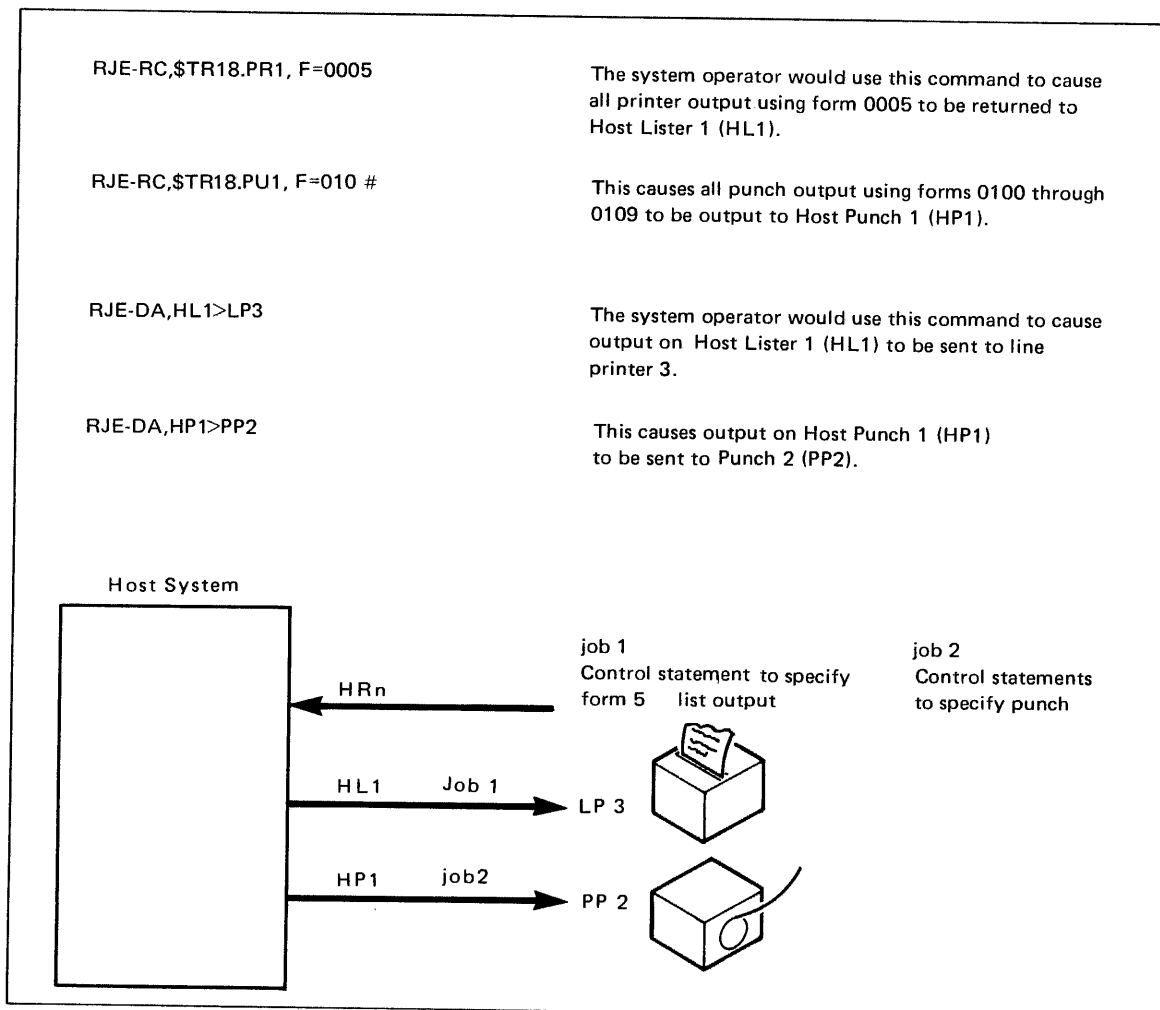 RJE-RC,$TR18.PR1, F=0005
The system operator would use this command to cause
all printer output using form 0005 to be returned to
Host Lister 1 (HL1).
RJE-RC,$TR18.PU1, F=010 #
This causes all punch output using forms 0100 through
0109 to be output to Host Punch 1 (HP1).
RJE-DA,HL1>LP3
The system operator would use this command to cause
output on Host Lister 1 (HL1) to be sent to line
printer 3.
RJE-DA,HP1>PP2
This causes output on Host Punch 1 (HP1)
to be sent to Punch 2 (PP2).
Host System
job 1
Control statement to specify
form 5 list output
job 2
Control statements
to specify punch
HRn
HL1 Job 1
LP 3
HP1 job2
PP 2